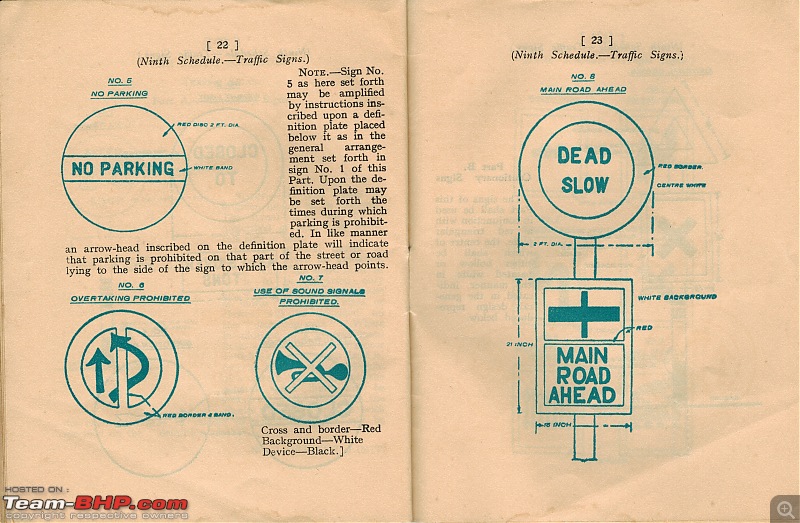 [ 22 ]
(Ninth Schedule.—Traffic Signs.)
NO. 5
NO PARKING
RED DISC 2 FT. DIA.
NO PARKING
WHITE BAND
NOTE.—Sign No.
5 as here set forth
may be amplified
by instructions ins-
cribed upon a defi-
nition plate placed
below it as in the
general arrange-
ment set forth in
sign No. 1 of this
Part. Upon the de-
finition plate may
be set forth the
times during which
parking is prohibit-
ed. In like manner
an arrow-head inscribed on the definition plate will indicate
that parking is prohibited on that part of the street or road
lying to the side of the sign to which the arrow-head points.
NO. 6
OVERTAKING PROHIBITED
RED BORDER & BAND.
NO. 7
USE OF SOUND SIGNALS
PROHIBITED.
Cross and border—Red
Background—White
Device—Black.]
[ 23 ]
(Ninth Schedule.—Traffic Signs.)
NO. 8
MAIN ROAD AHEAD
DEAD
SLOW
RED BORDER.
CENTRE WHITE
2 FT. DIA.
WHITE BACKGROUND
RED
21 INCH
MAIN
ROAD
AHEAD
18 INCH
HOSTED ON :
Team-BHP.com
copyright respective owners